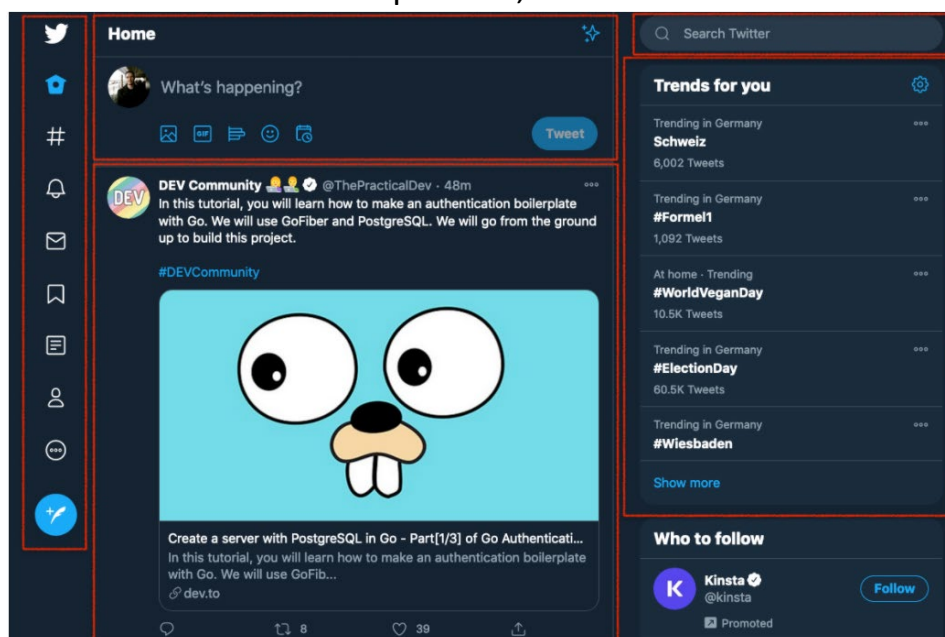 Home
What's happening?
GIF
Tweet
DEV
DEV Community @ThePracticalDev · 48m
In this tutorial, you will learn how to make an authentication boilerplate
with Go. We will use GoFiber and PostgreSQL. We will go from the ground
up to build this project.
#DEVCommunity
Create a server with PostgreSQL in Go - Part[1/3] of Go Authenticati...
In this tutorial, you will learn how to make an authentication boilerplate
with Go. We will use GoFib...
dev.to
8
39
Search Twitter
Trends for you
Trending in Germany
Schweiz
6,002 Tweets
Trending in Germany
#Formel1
1,092 Tweets
At home · Trending
#WorldVeganDay
10.5K Tweets
Trending in Germany
#ElectionDay
60.5K Tweets
Trending in Germany
#Wiesbaden
Show more
Who to follow
K
Kinsta
@kinsta
Follow
Promoted